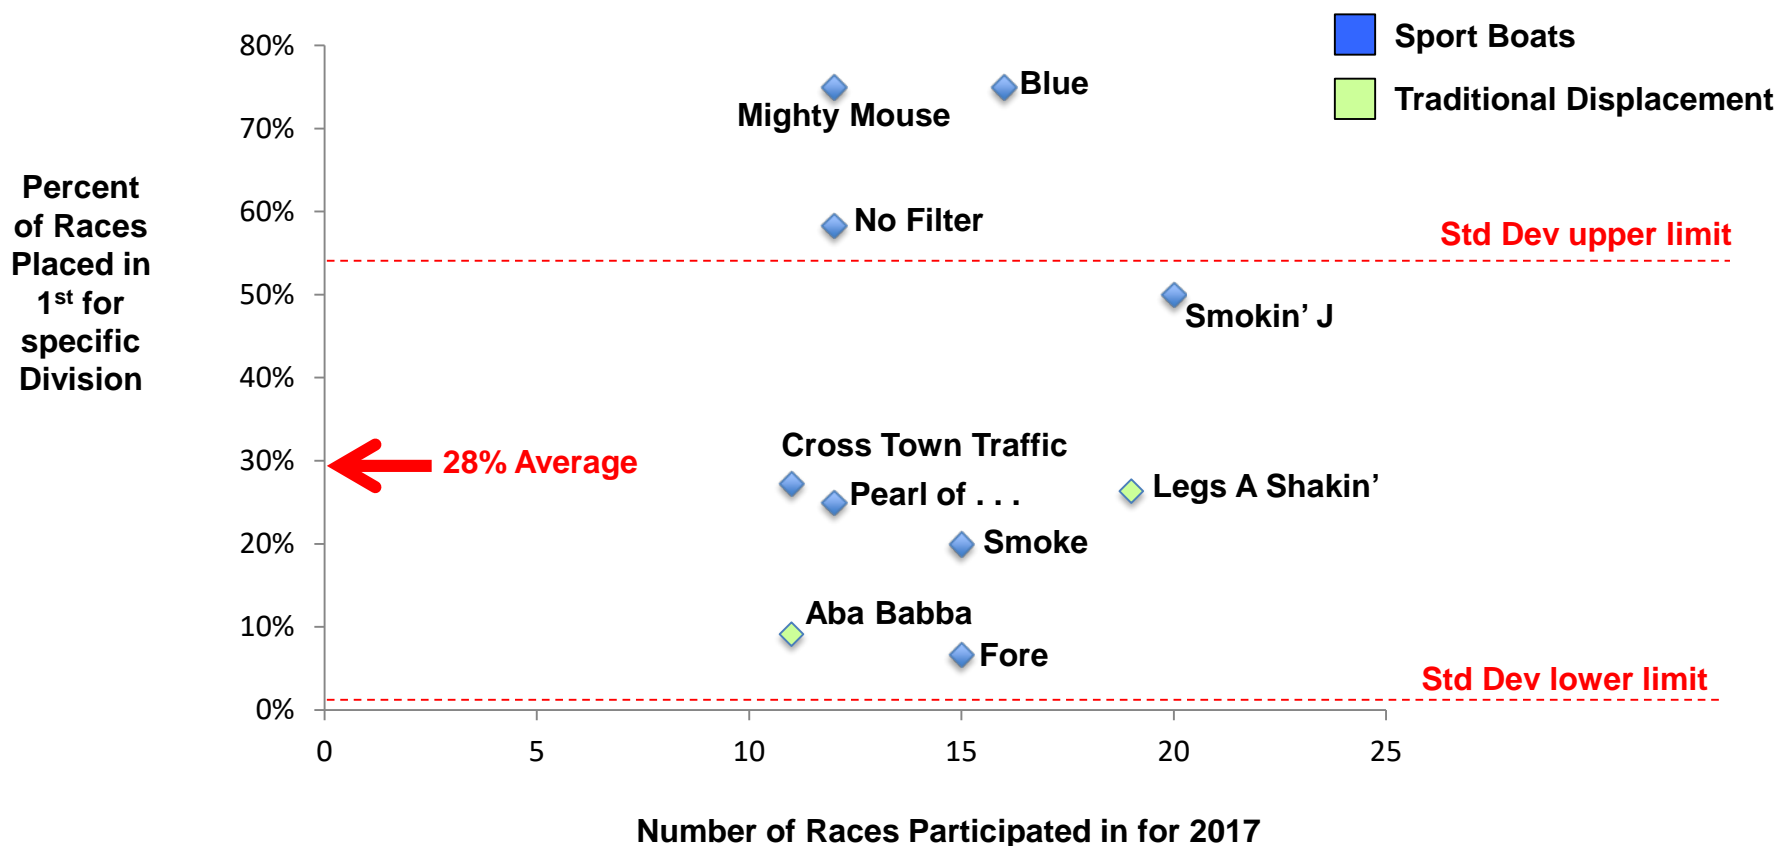 Sport Boats
Traditional Displacement
Percent
of Races
Placed in
1st for
specific
Division
80%
70%
60%
50%
40%
30%
20%
10%
0%
Mighty Mouse
Blue
No Filter
Std Dev upper limit
Smokin’ J
28% Average
Cross Town Traffic
Pearl of . . .
Legs A Shakin’
Smoke
Aba Babba
Fore
Std Dev lower limit
0
5
10
15
20
25
Number of Races Participated in for 2017